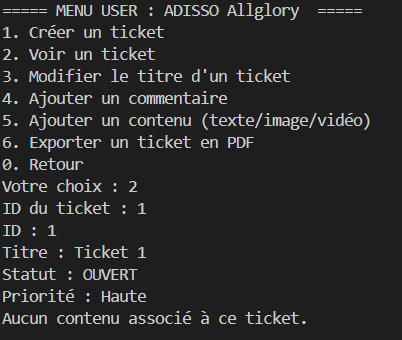 ===== MENU USER : ADISSO Allglory =====
1. Créer un ticket
2. Voir un ticket
3. Modifier le titre d'un ticket
4. Ajouter un commentaire
5. Ajouter un contenu (texte/image/vidéo)
6. Exporter un ticket en PDF
0. Retour
Votre choix : 2
ID du ticket : 1
ID : 1
Titre : Ticket 1
Statut : OUVERT
Priorité : Haute
Aucun contenu associé à ce ticket.